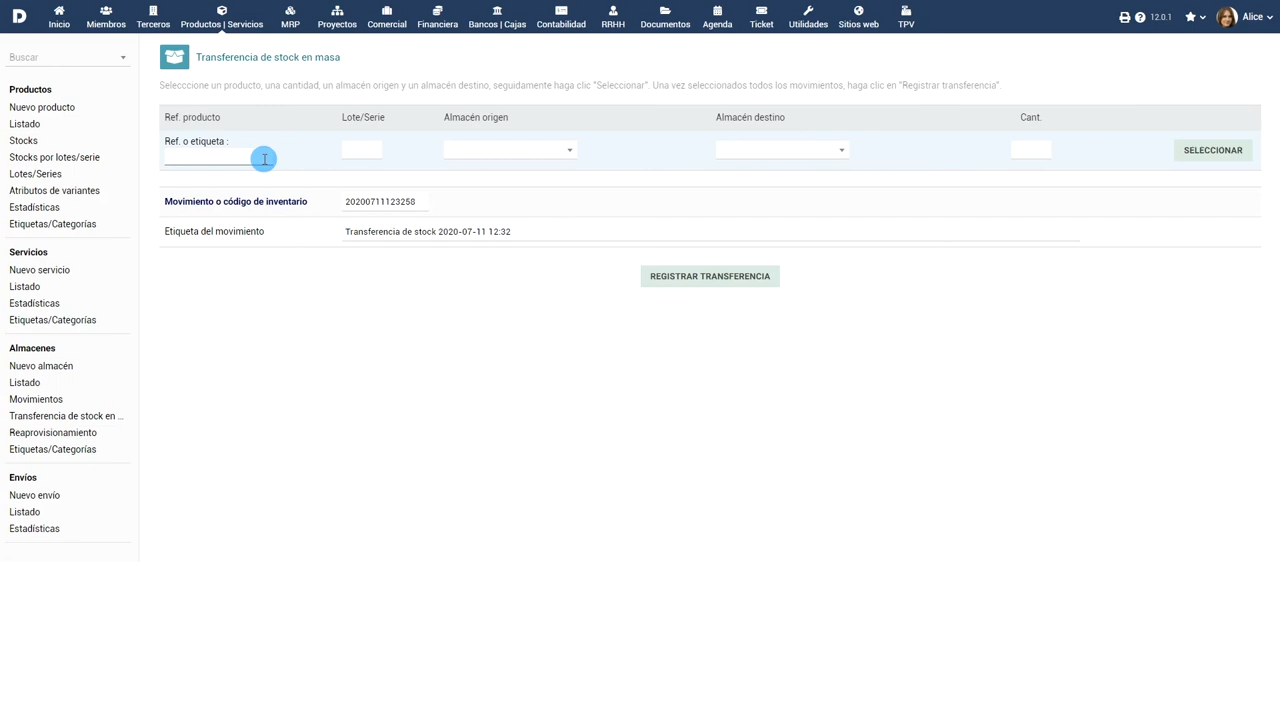 D
Inicio
Miembros
Terceros
Productos | Servicios
MRP
Proyectos
Comercial
Financiera
Bancos | Cajas
Contabilidad
RRHH
Documentos
Agenda
Ticket
Utilidades
Sitios web
TPV
12.0.1
Alice
Buscar
Productos
Nuevo producto
Listado
Stocks
Stocks por lotes/serie
Lotes/Series
Atributos de variantes
Estadísticas
Etiquetas/Categorías
Servicios
Nuevo servicio
Listado
Estadísticas
Etiquetas/Categorías
Almacenes
Nuevo almacén
Listado
Movimientos
Transferencia de stock en ...
Reaprovisionamiento
Etiquetas/Categorías
Envíos
Nuevo envío
Listado
Estadísticas
Transferencia de stock en masa
Selecccione un producto, una cantidad, un almacén origen y un almacén destino, seguidamente haga clic "Seleccionar". Una vez seleccionados todos los movimientos, haga clic en "Registrar transferencia".
Ref. producto Lote/Serie Almacén origen Almacén destino Cant.
Ref. o etiqueta :
SELECCIONAR
Movimiento o código de inventario 20200711123258
Etiqueta del movimiento Transferencia de stock 2020-07-11 12:32
REGISTRAR TRANSFERENCIA